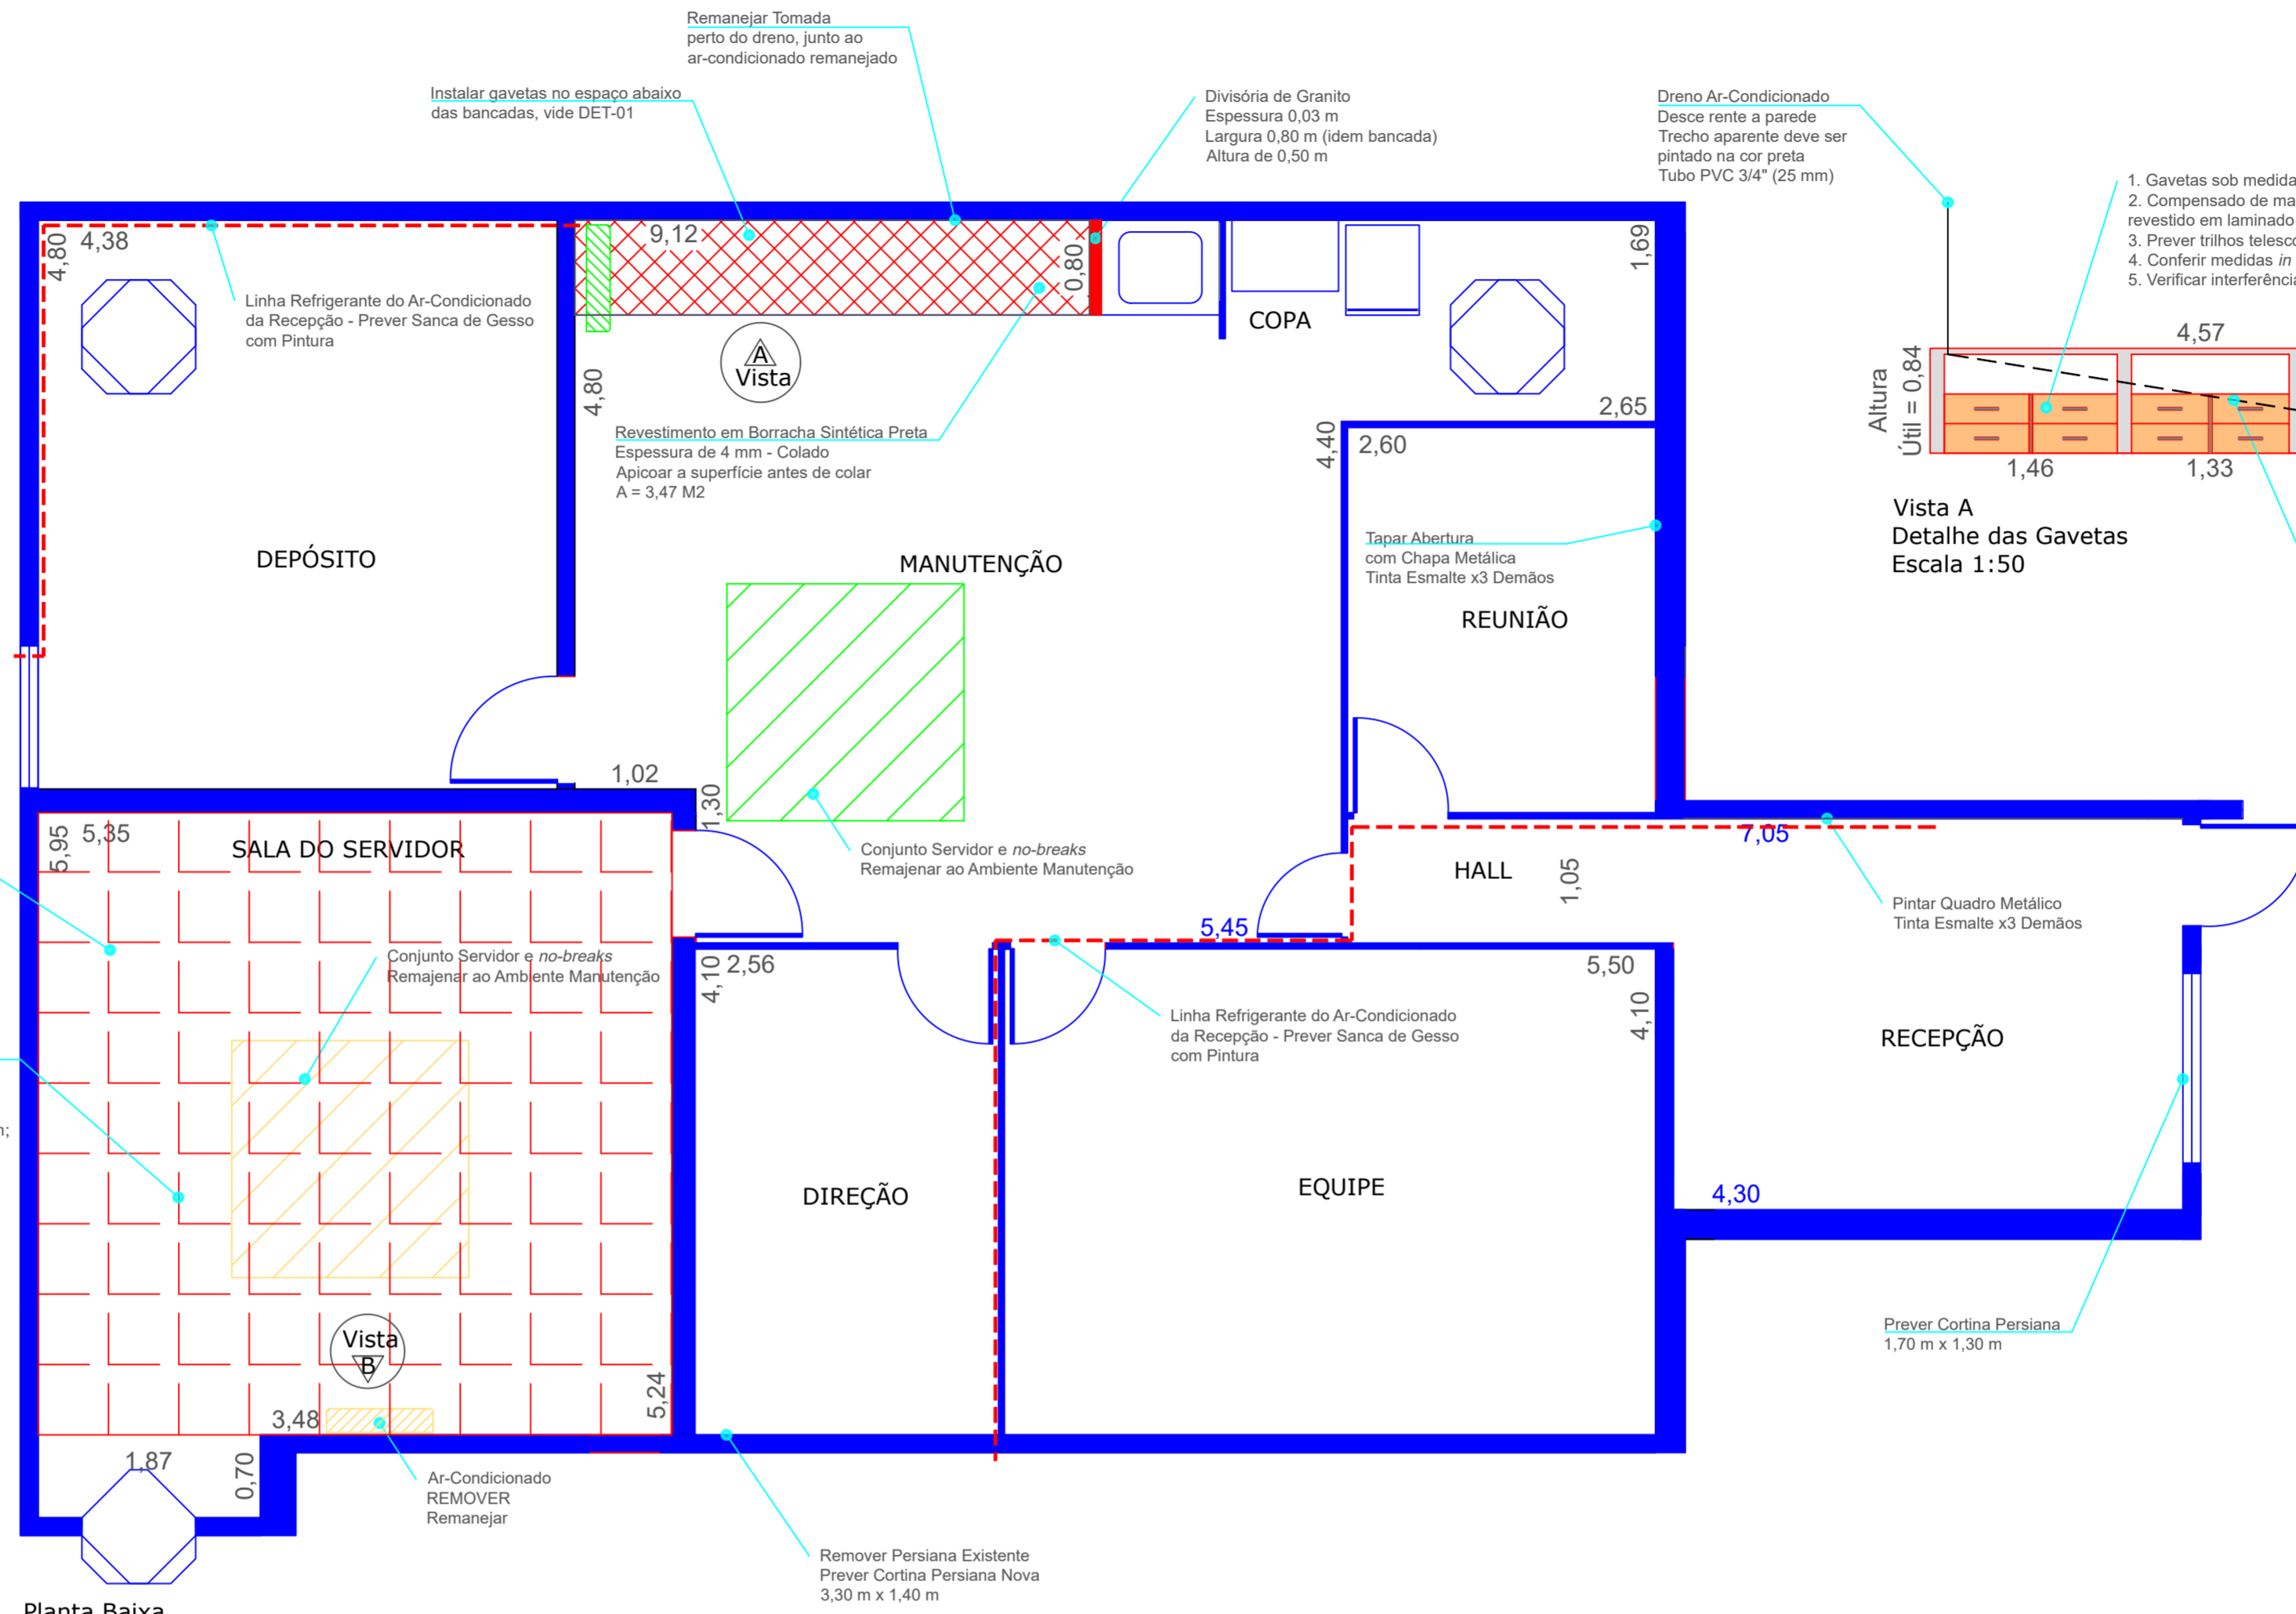 Remanejar Tomada
perto do dreno, junto ao
ar-condicionado remanejado
Instalar gavetas no espaço abaixo
das bancadas, vide DET-01
Divisória de Granito
Espessura 0,03 m
Largura 0,80 m (idem bancada)
Altura de 0,50 m
Dreno Ar-Condicionado
Desce rente a parede
Trecho aparente deve ser
pintado na cor preta
Tubo PVC 3/4" (25 mm)
1. Gavetas sob medida
2. Compensado de
revestido em laminado
3. Prever trilhos
4. Conferir medidas in
5. Verificar
4,80
4,38
Linha Refrigerante do Ar-Condicionado
da Recepção - Prever Sanca de Gesso
com Pintura
9,12
0,80
COPA
1,69
2,65
A
Vista
4,80
Revestimento em Borracha Sintética Preta
Espessura de 4 mm - Colado
Apicoar a superfície antes de colar
A = 3,47 M2
4,40
2,60
4,57
Altura
Útil = 0,84
1,46
1,33
Vista A
Detalhe das Gavetas
Escala 1:50
Tapar Abertura
com Chapa Metálica
Tinta Esmalte x3 Demãos
DEPÓSITO
MANUTENÇÃO
REUNIÃO
1,02
1,30
5,95
5,35
SALA DO SERVIDOR
Conjunto Servidor e no-breaks
Remajenar ao Ambiente Manutenção
HALL
1,05
7,05
Pintar Quadro Metálico
Tinta Esmalte x3 Demãos
5,45
Conjunto Servidor e no-breaks
Remajenar ao Ambiente Manutenção
4,10
2,56
5,50
4,10
Linha Refrigerante do Ar-Condicionado
da Recepção - Prever Sanca de Gesso
com Pintura
RECEPÇÃO
DIREÇÃO
EQUIPE
4,30
Vista
B
3,48
5,24
1,87
0,70
Ar-Condicionado
REMOVER
Remanejar
Prever Cortina Persiana
1,70 m x 1,30 m
Remover Persiana Existente
Prever Cortina Persiana Nova
3,30 m x 1,40 m
Planta Baixa